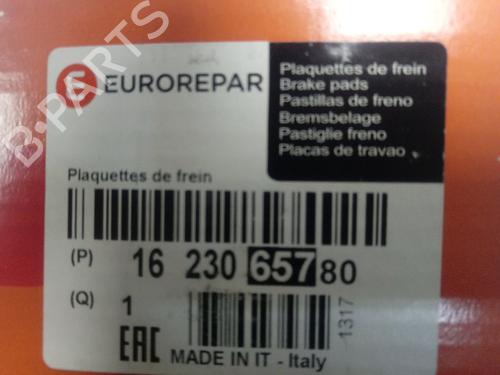 EUROREPAR
Plaquettes de frein
Brake pads
Pastillas de freno
Bremsbelage
Pastiglie freno
Placas de travao
Plaquettes de frein
(P) 16 230 657 80
(Q) 1
1317
EAC
MADE IN IT - Italy
B-PARTS